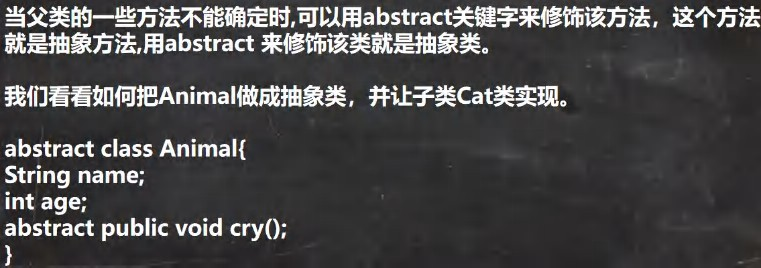 当父类的一些方法不能确定时,可以用abstract关键字来修饰该方法，这个方法
就是抽象方法,用abstract 来修饰该类就是抽象类。
我们看看如何把Animal做成抽象类，并让子类Cat类实现。
abstract class Animal{
String name;
int age;
abstract public void cry();
}